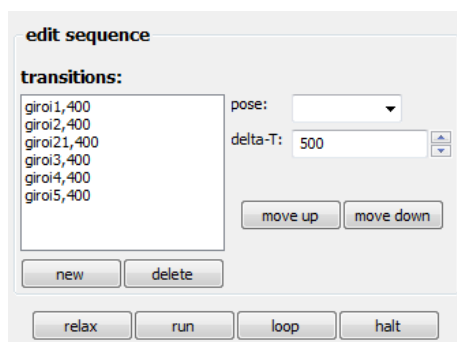 edit sequence
transitions:
giroi1,400
giroi2,400
giroi21,400
giroi3,400
giroi4,400
giroi5,400
pose:
delta-T: 500
move up move down
new delete
relax run loop halt